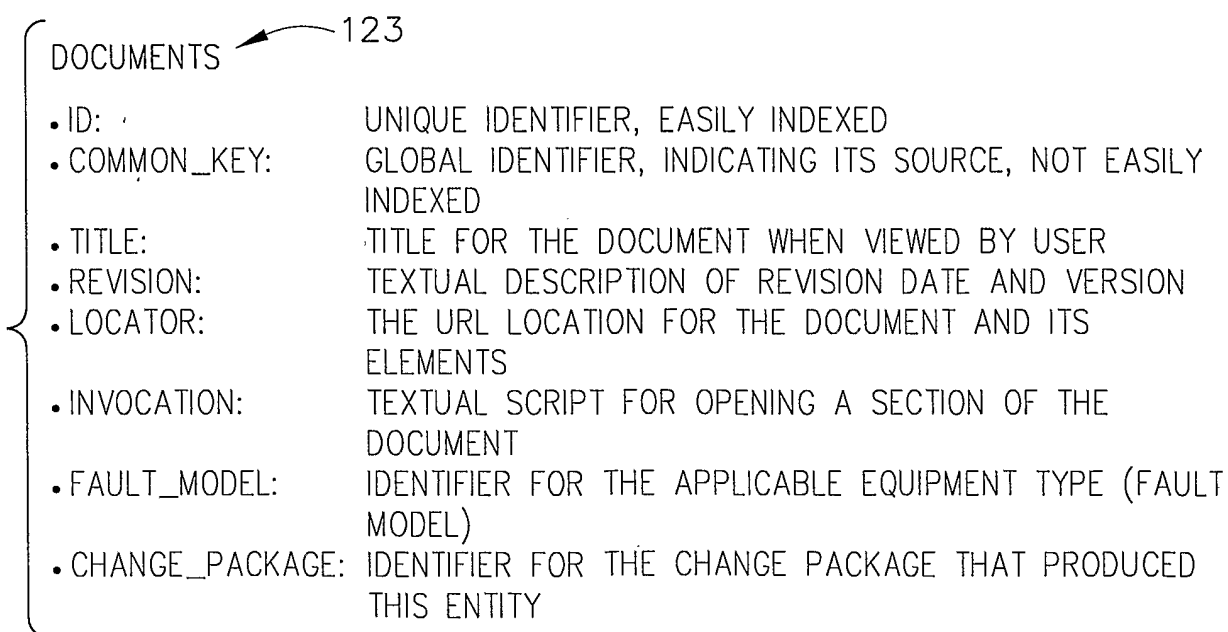 123
DOCUMENTS
• ID: UNIQUE IDENTIFIER, EASILY INDEXED
• COMMON_KEY: GLOBAL IDENTIFIER, INDICATING ITS SOURCE, NOT EASILY
INDEXED
• TITLE: TITLE FOR THE DOCUMENT WHEN VIEWED BY USER
• REVISION: TEXTUAL DESCRIPTION OF REVISION DATE AND VERSION
• LOCATOR: THE URL LOCATION FOR THE DOCUMENT AND ITS
ELEMENTS
• INVOCATION: TEXTUAL SCRIPT FOR OPENING A SECTION OF THE
DOCUMENT
• FAULT_MODEL: IDENTIFIER FOR THE APPLICABLE EQUIPMENT TYPE (FAULT
MODEL)
• CHANGE_PACKAGE: IDENTIFIER FOR THE CHANGE PACKAGE THAT PRODUCED
THIS ENTITY